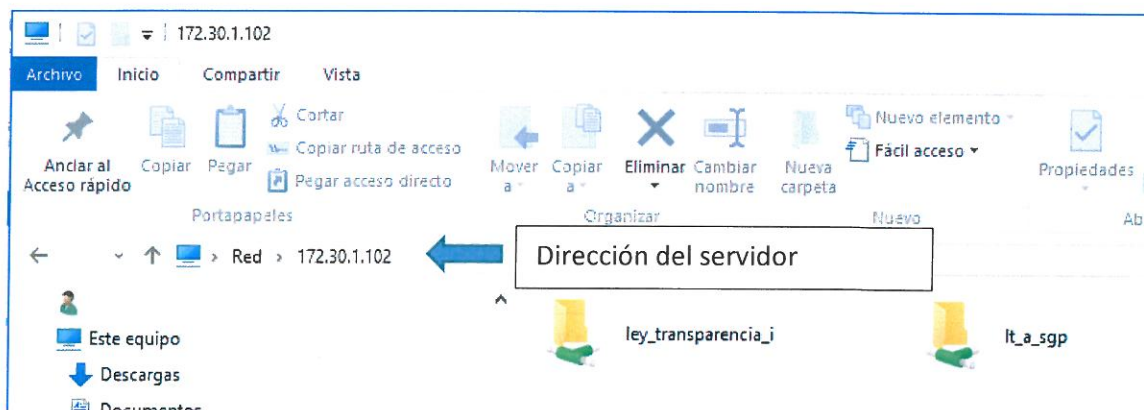 172.30.1.102
Archivo Inicio Compartir Vista
Anclar al Acceso rápido
Copiar
Pegar
Cortar
Copiar ruta de acceso
Pegar acceso directo
Mover a
Copiar a
Eliminar
Cambiar nombre
Nueva carpeta
Nuevo elemento
Fácil acceso
Propiedades
Portapapeles Organizar Nuevo Ab
Red > 172.30.1.102
Dirección del servidor
Este equipo
Descargas
Documentos
ley_transparencia_i
lt_a_sgp